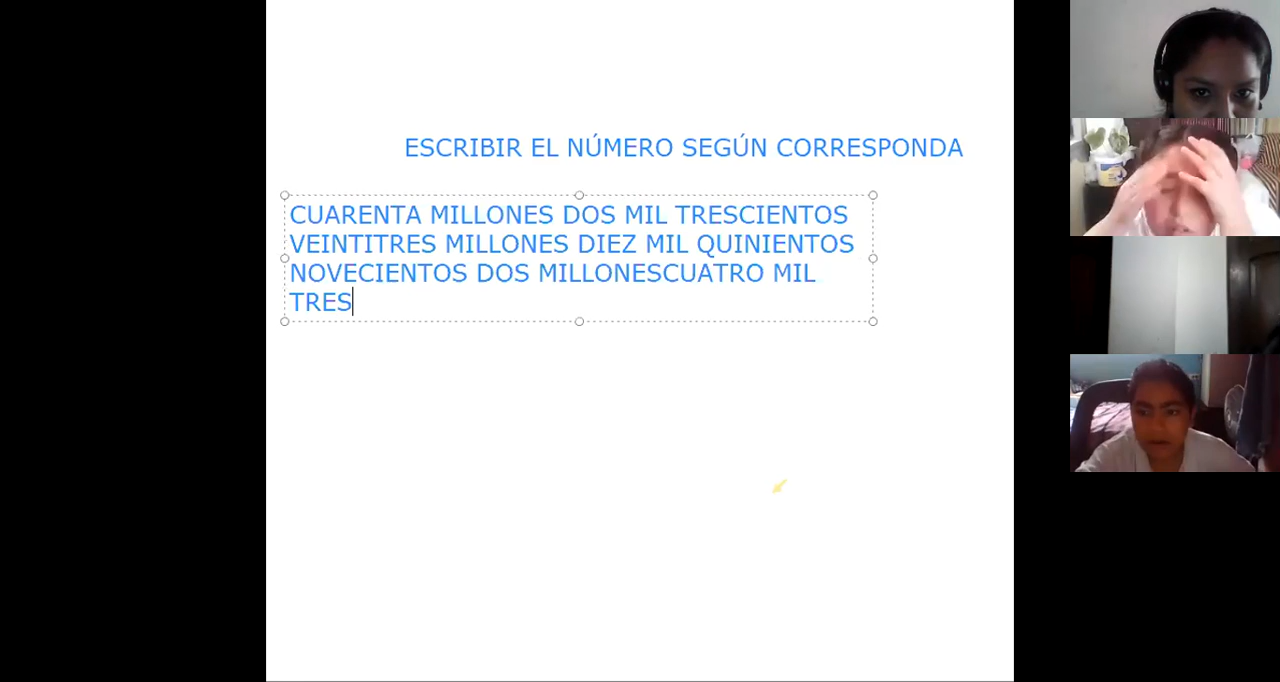 ESCRIBIR EL NÚMERO SEGÚN CORRESPONDA
CUARENTA MILLONES DOS MIL TRESCIENTOS
VEINTITRES MILLONES DIEZ MIL QUINIENTOS
NOVECIENTOS DOS MILLONESCUATRO MIL
TRES